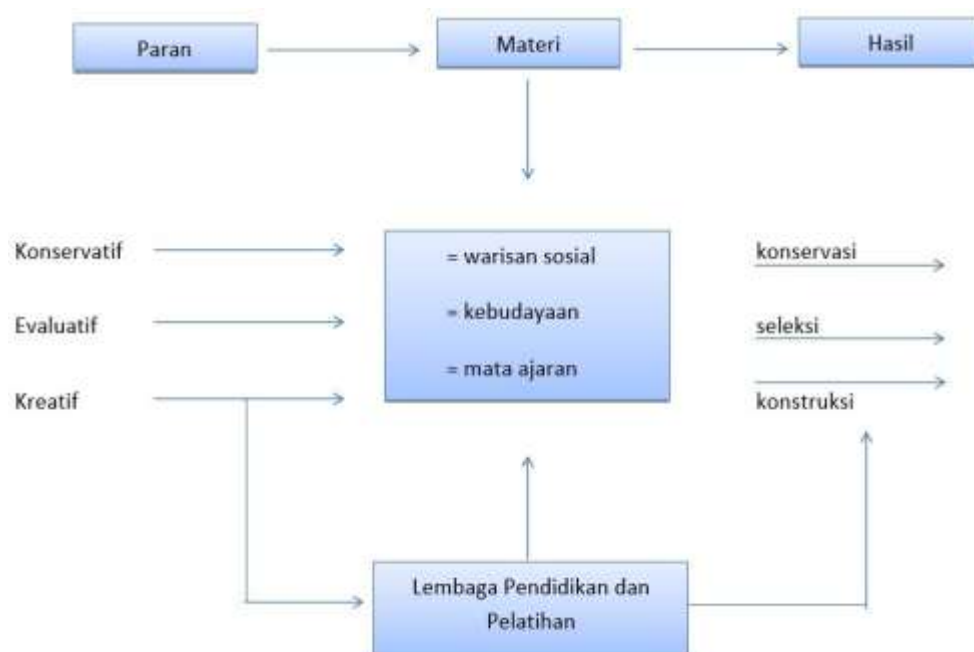 Paran
Materi
Hasil
Konservatif
Evaluatif
Kreatif
= warisan sosial
= kebudayaan
= mata ajaran
konservasi
seleksi
konstruksi
Lembaga Pendidikan dan
Pelatihan